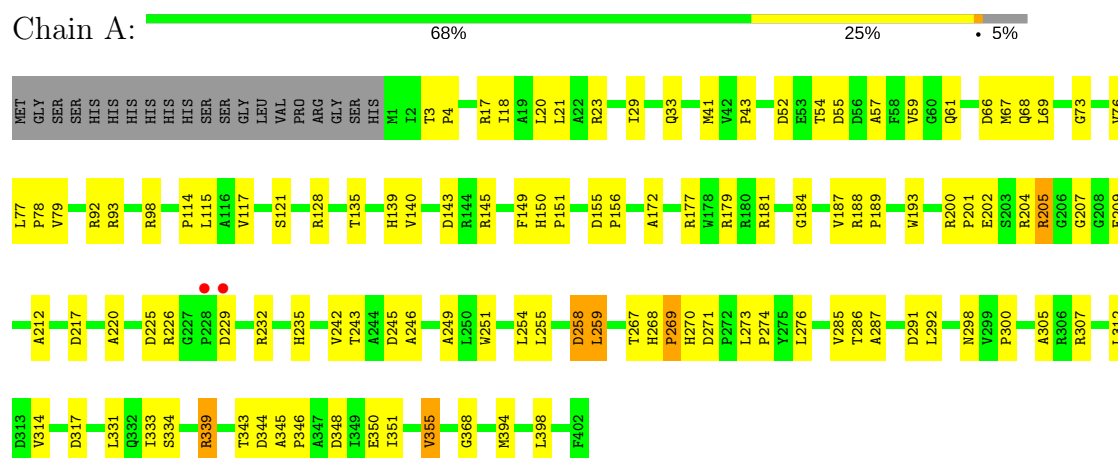 Chain A:
68% 25% • 5%
MET GLY SER SER HIS HIS HIS HIS HIS HIS SER SER GLY LEU VAL PRO ARG GLY SER HIS M1 I2 T3 P4 R17 I18 A19 L20 L21 A22 R23 I29 Q33 M41 V42 P43 D52 E53 T54 D55 D56 A57 F58 V59 G60 Q61 D66 M67 Q68 L69 G73 V76
L77 P78 V79 R92 R93 R98 P114 L115 A116 V117 S121 R128 T135 H139 V140 D143 R144 R145 F149 H150 P151 D155 P156 A172 R177 W178 R179 R180 R181 G184 V187 R188 P189 W193 R200 P201 E202 S203 R204 R205 G206 G207 G208
A212 D217 A220 D225 R226 G227 P228 D229 R232 H235 V242 T243 A244 D245 A246 A249 L250 W251 L254 L255 D258 L259 T267 H268 P269 H270 D271 P272 L273 P274 Y275 L276 V285 T286 A287 D291 L292 N298 V299 P300 A305 R306 R307 L312
D313 V314 D317 L331 Q332 I333 S334 R339 T343 D344 A345 P346 A347 D348 I349 E350 I351 V355 G368 M394 L398 F402